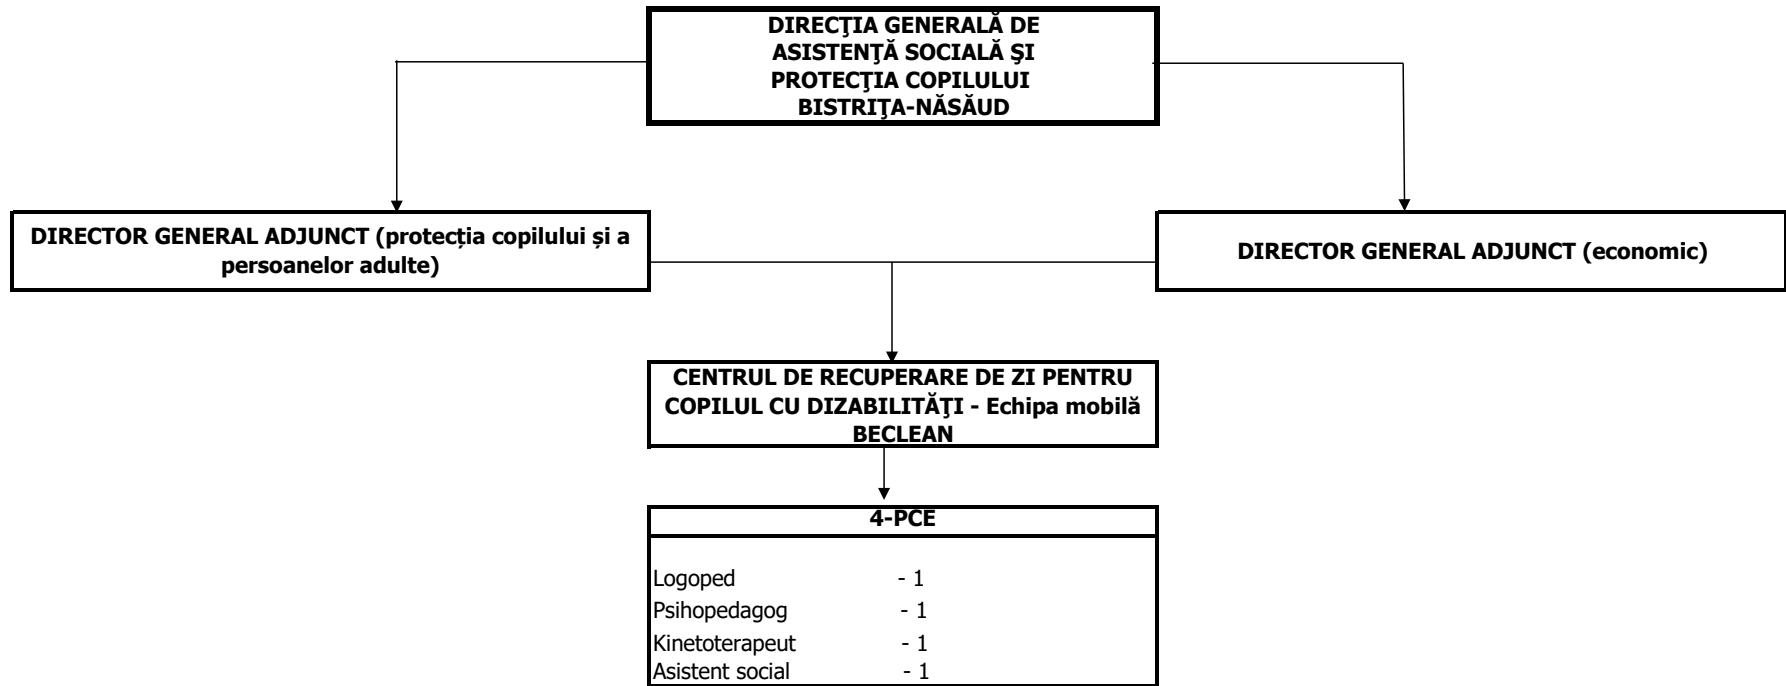 DIRECŢIA GENERALĂ DE
ASISTENŢĂ SOCIALĂ ŞI
PROTECŢIA COPILULUI
BISTRIŢA-NĂSĂUD
DIRECTOR GENERAL ADJUNCT (protecția copilului și a
persoanelor adulte)
DIRECTOR GENERAL ADJUNCT (economic)
CENTRUL DE RECUPERARE DE ZI PENTRU
COPILUL CU DIZABILITĂŢI - Echipa mobilă
BECLEAN
4-PCE
Logoped - 1
Psihopedagog - 1
Kinetoterapeut - 1
Asistent social - 1